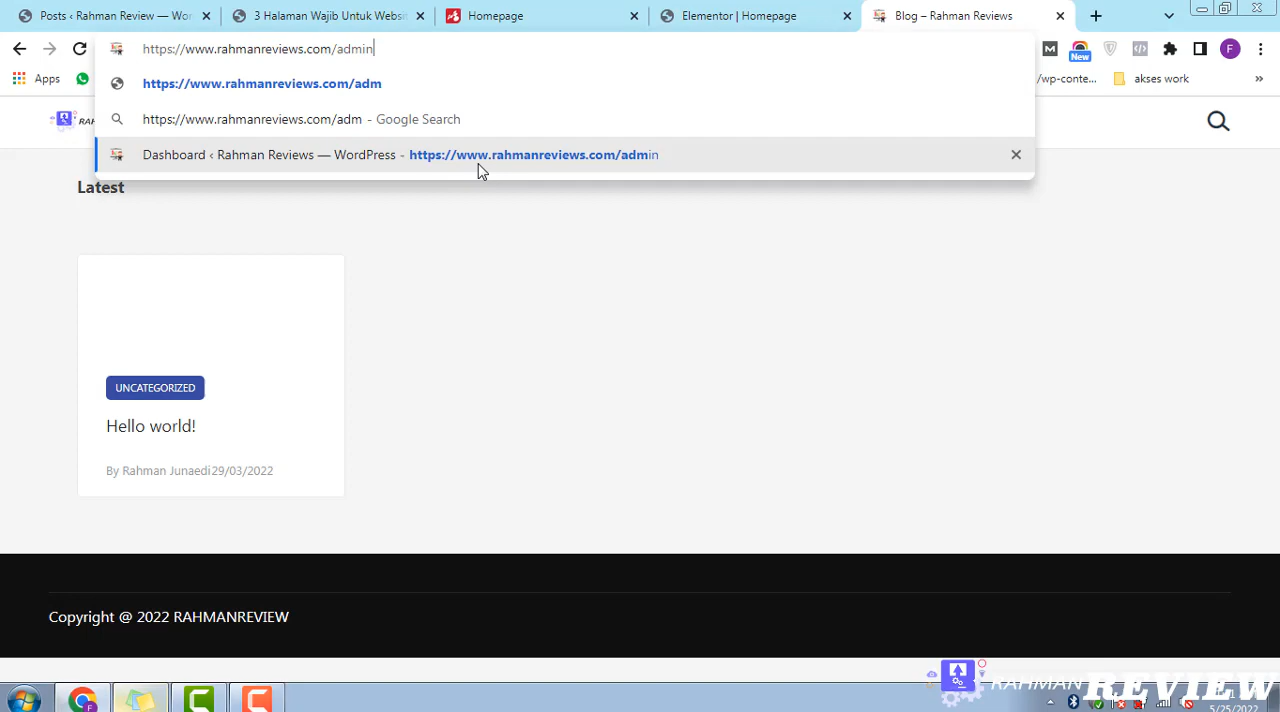 Posts ‹ Rahman Review — Wor
3 Halaman Wajib Untuk Websit
Homepage
Elementor | Homepage
Blog – Rahman Reviews
https://www.rahmanreviews.com/admin
New
F
Apps
https://www.rahmanreviews.com/adm
/wp-conte...
akses work
»
https://www.rahmanreviews.com/adm - Google Search
Dashboard ‹ Rahman Reviews — WordPress - https://www.rahmanreviews.com/admin
Latest
UNCATEGORIZED
Hello world!
By Rahman Junaedi29/03/2022
Copyright @ 2022 RAHMANREVIEW
RAHMANREVIEW
5/25/2022